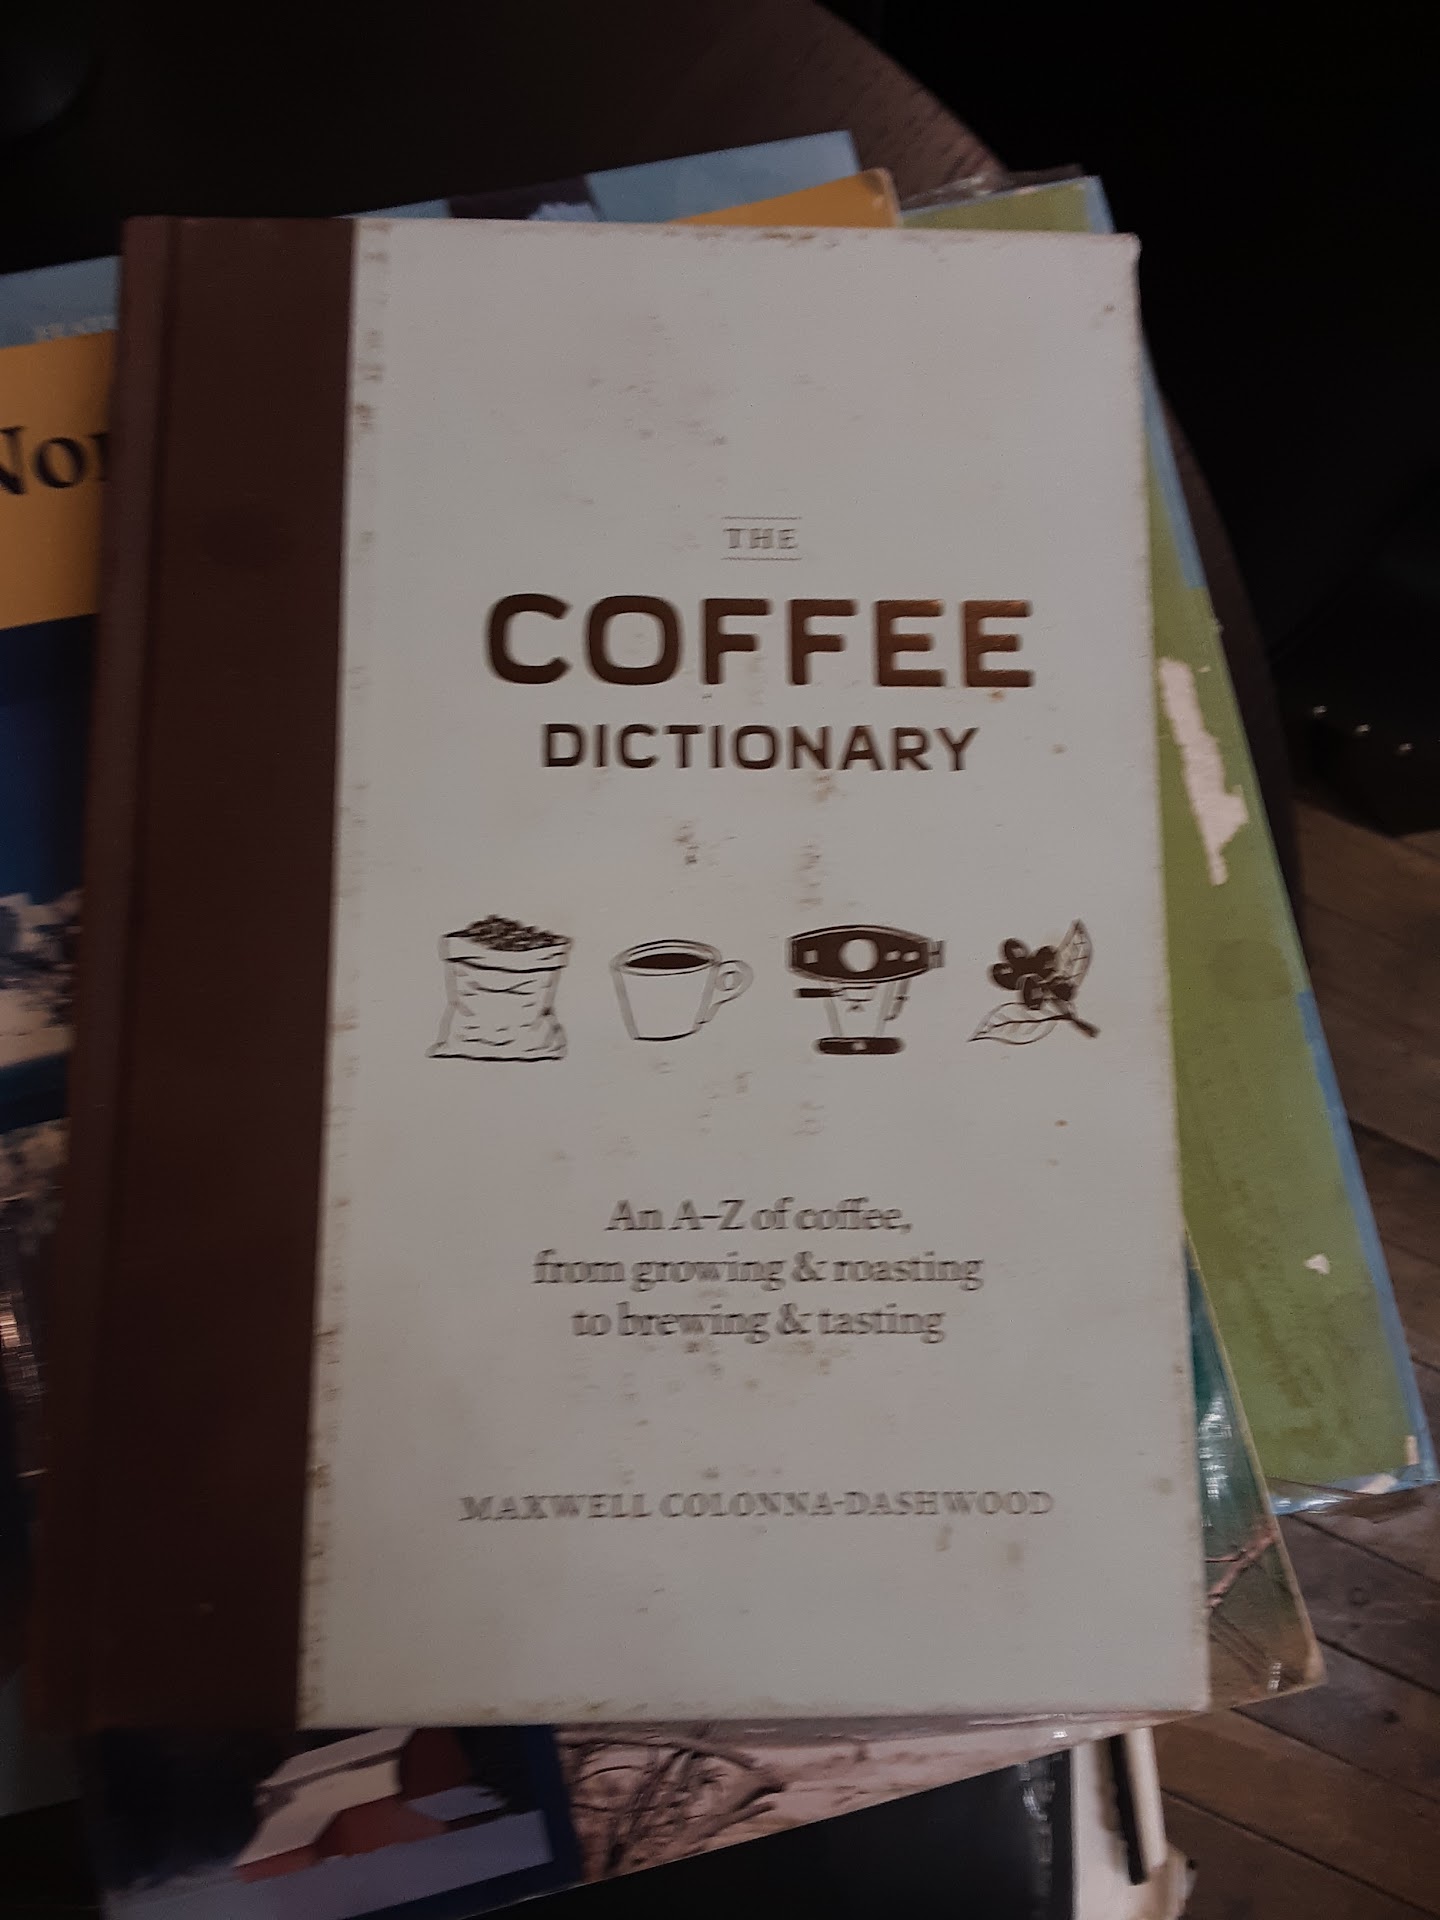 THE
COFFEE
DICTIONARY
An A–Z of coffee,
from growing & roasting
to brewing & tasting
MAXWELL COLONNA-DASHWOOD